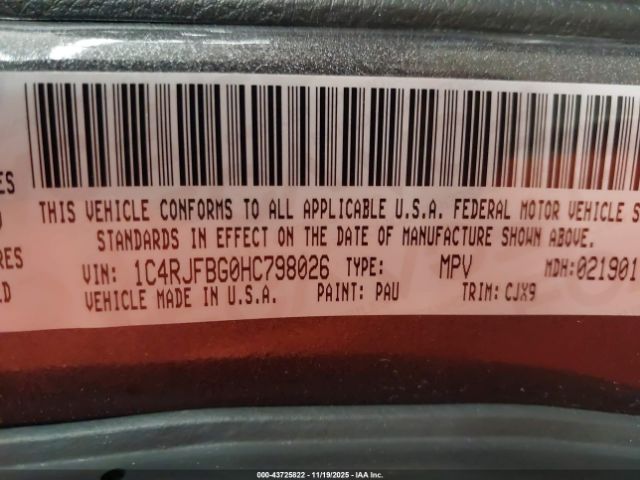 ES
THIS VEHICLE CONFORMS TO ALL APPLICABLE U.S.A. FEDERAL MOTOR VEHICLE S
STANDARDS IN EFFECT ON THE DATE OF MANUFACTURE SHOWN ABOVE.
RES
VIN: 1C4RJFBG0HC798026 TYPE: MPV MDH:021901
D
VEHICLE MADE IN U.S.A. PAINT: PAU TRIM: CJX9
000-43725822 - 11/19/2025 - IAA Inc.